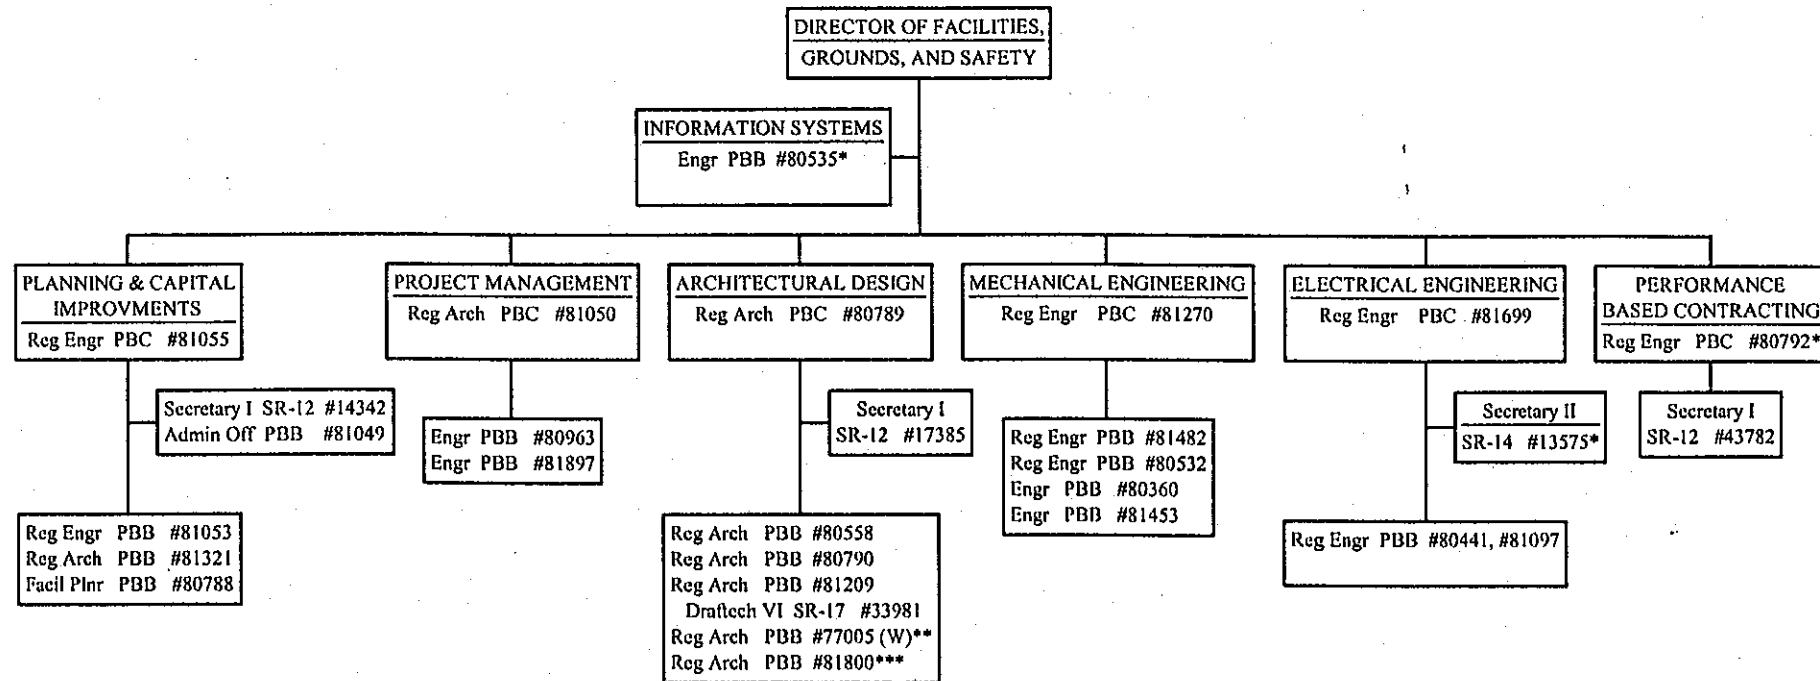 DIRECTOR OF FACILITIES,
GROUNDS, AND SAFETY
INFORMATION SYSTEMS
Engr PBB #80535*
PLANNING & CAPITAL
IMPROVMENTS
Reg Engr PBC #81055
PROJECT MANAGEMENT
Reg Arch PBC #81050
ARCHITECTURAL DESIGN
Reg Arch PBC #80789
MECHANICAL ENGINEERING
Reg Engr PBC #81270
ELECTRICAL ENGINEERING
Reg Engr PBC #81699
PERFORMANCE
BASED CONTRACTING
Reg Engr PBC #80792*
Secretary I SR-12 #14342
Admin Off PBB #81049
Engr PBB #80963
Engr PBB #81897
Secretary I
SR-12 #17385
Reg Engr PBB #81482
Reg Engr PBB #80532
Engr PBB #80360
Engr PBB #81453
Secretary II
SR-14 #13575*
Secretary I
SR-12 #43782
Reg Engr PBB #81053
Reg Arch PBB #81321
Facil Plnr PBB #80788
Reg Arch PBB #80558
Reg Arch PBB #80790
Reg Arch PBB #81209
Draftech VI SR-17 #33981
Reg Arch PBB #77005 (W)**
Reg Arch PBB #81800***
Reg Engr PBB #80441, #81097